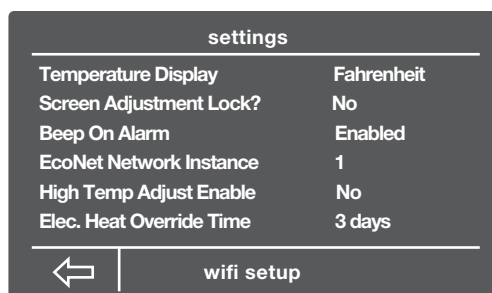 settings
Temperature Display Fahrenheit
Screen Adjustment Lock? No
Beep On Alarm Enabled
EcoNet Network Instance 1
High Temp Adjust Enable No
Elec. Heat Override Time 3 days
wifi setup